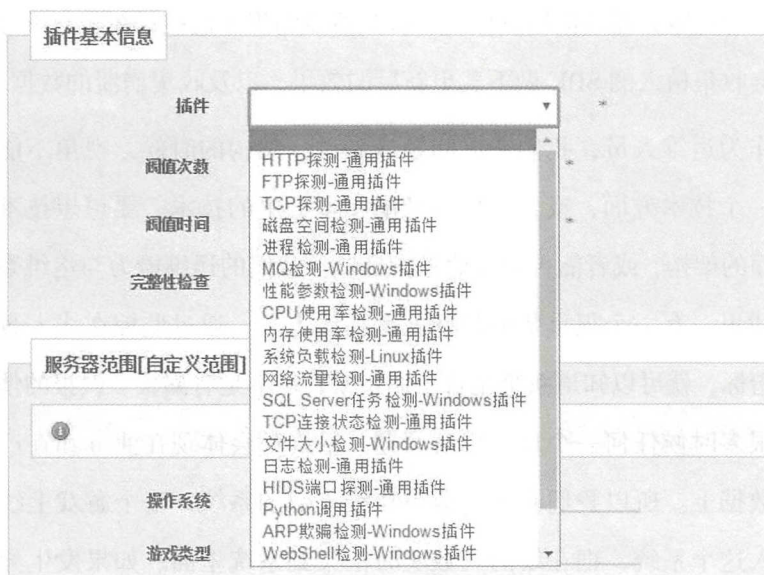 插件基本信息
插件
*
阈值次数
*
阈值时间
*
完整性检查
HTTP探测-通用插件
FTP探测-通用插件
TCP探测-通用插件
磁盘空间检测-通用插件
进程检测-通用插件
MQ检测-Windows插件
性能参数检测-Windows插件
CPU使用率检测-通用插件
内存使用率检测-通用插件
系统负载检测-Linux插件
网络流量检测-通用插件
SQL Server任务检测-Windows插件
TCP连接状态检测-通用插件
文件大小检测-通用插件
日志检测-通用插件
HIDS端口探测-通用插件
Python调用插件
ARP欺骗检测-Windows插件
WebShell检测-Windows插件
服务器范围[自定义范围]
操作系统
游戏类型